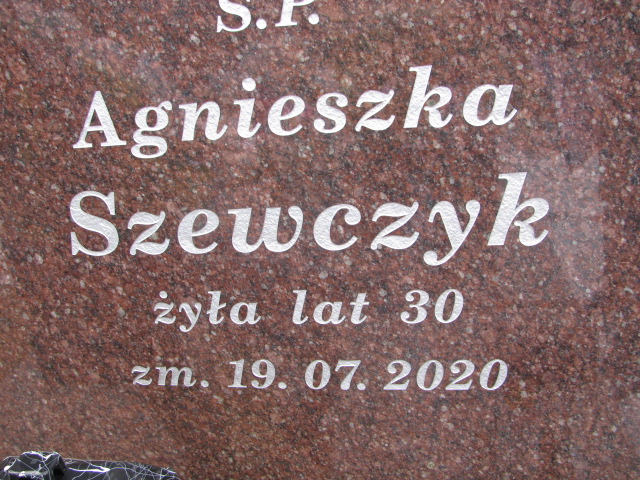 S.P.
Agnieszka
Szewczyk
żyła lat 30
zm. 19. 07. 2020